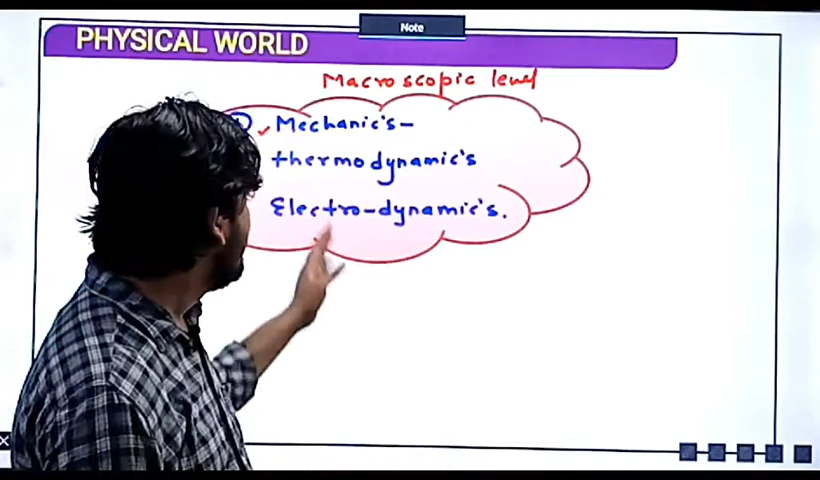 Note
PHYSICAL WORLD
Macroscopic level
Mechanic's-
thermodynamic's
Electro-dynamic's.